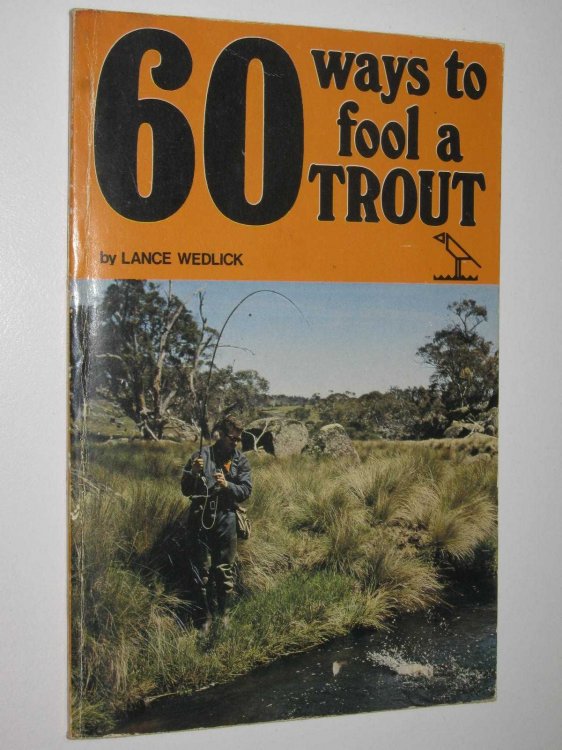 60 ways to
fool a
TROUT
by LANCE WEDLICK